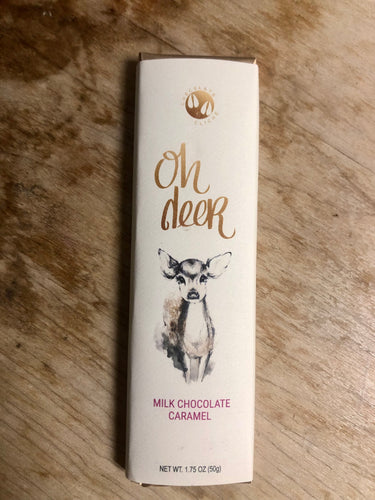 Oh
deer
MILK CHOCOLATE
CARAMEL
NET WT. 1.75 OZ (50g)